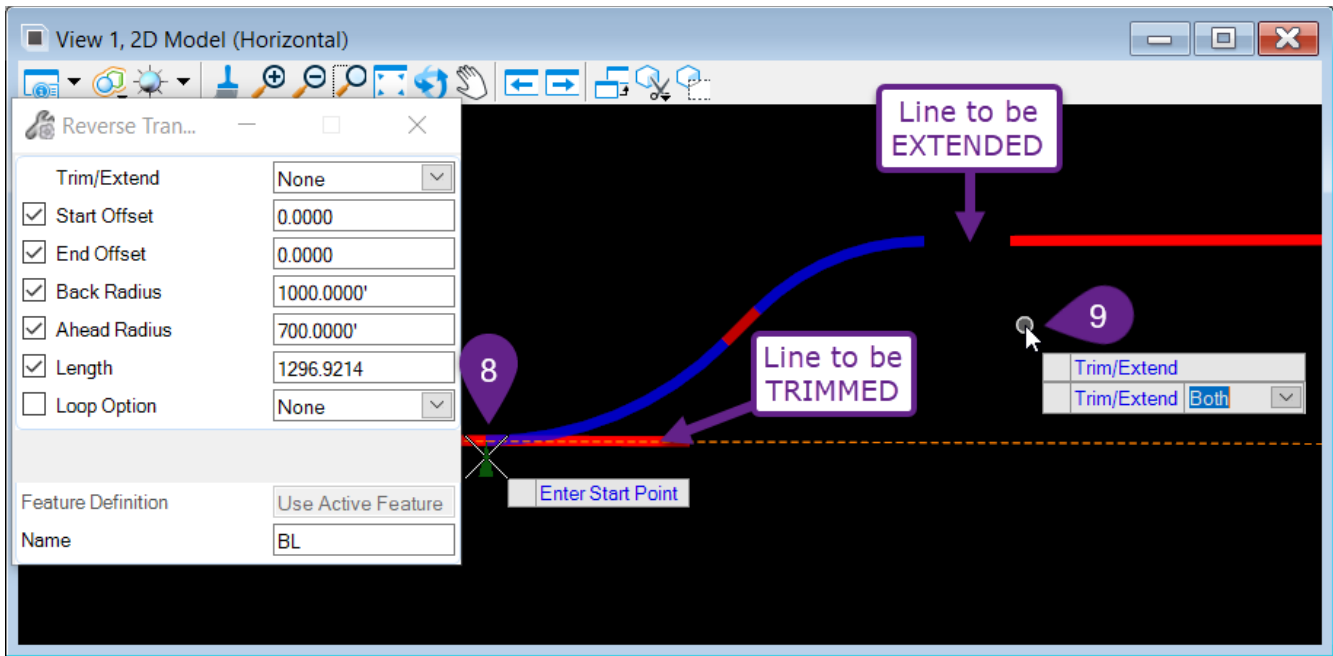 View 1, 2D Model (Horizontal)
Reverse Tran...
Trim/Extend None
Start Offset 0.0000
End Offset 0.0000
Back Radius 1000.0000'
Ahead Radius 700.0000'
Length 1296.9214
Loop Option None
Feature Definition Use Active Feature
Name BL
Line to be
EXTENDED
9
Trim/Extend
Trim/Extend Both
Line to be
TRIMMED
8
Enter Start Point